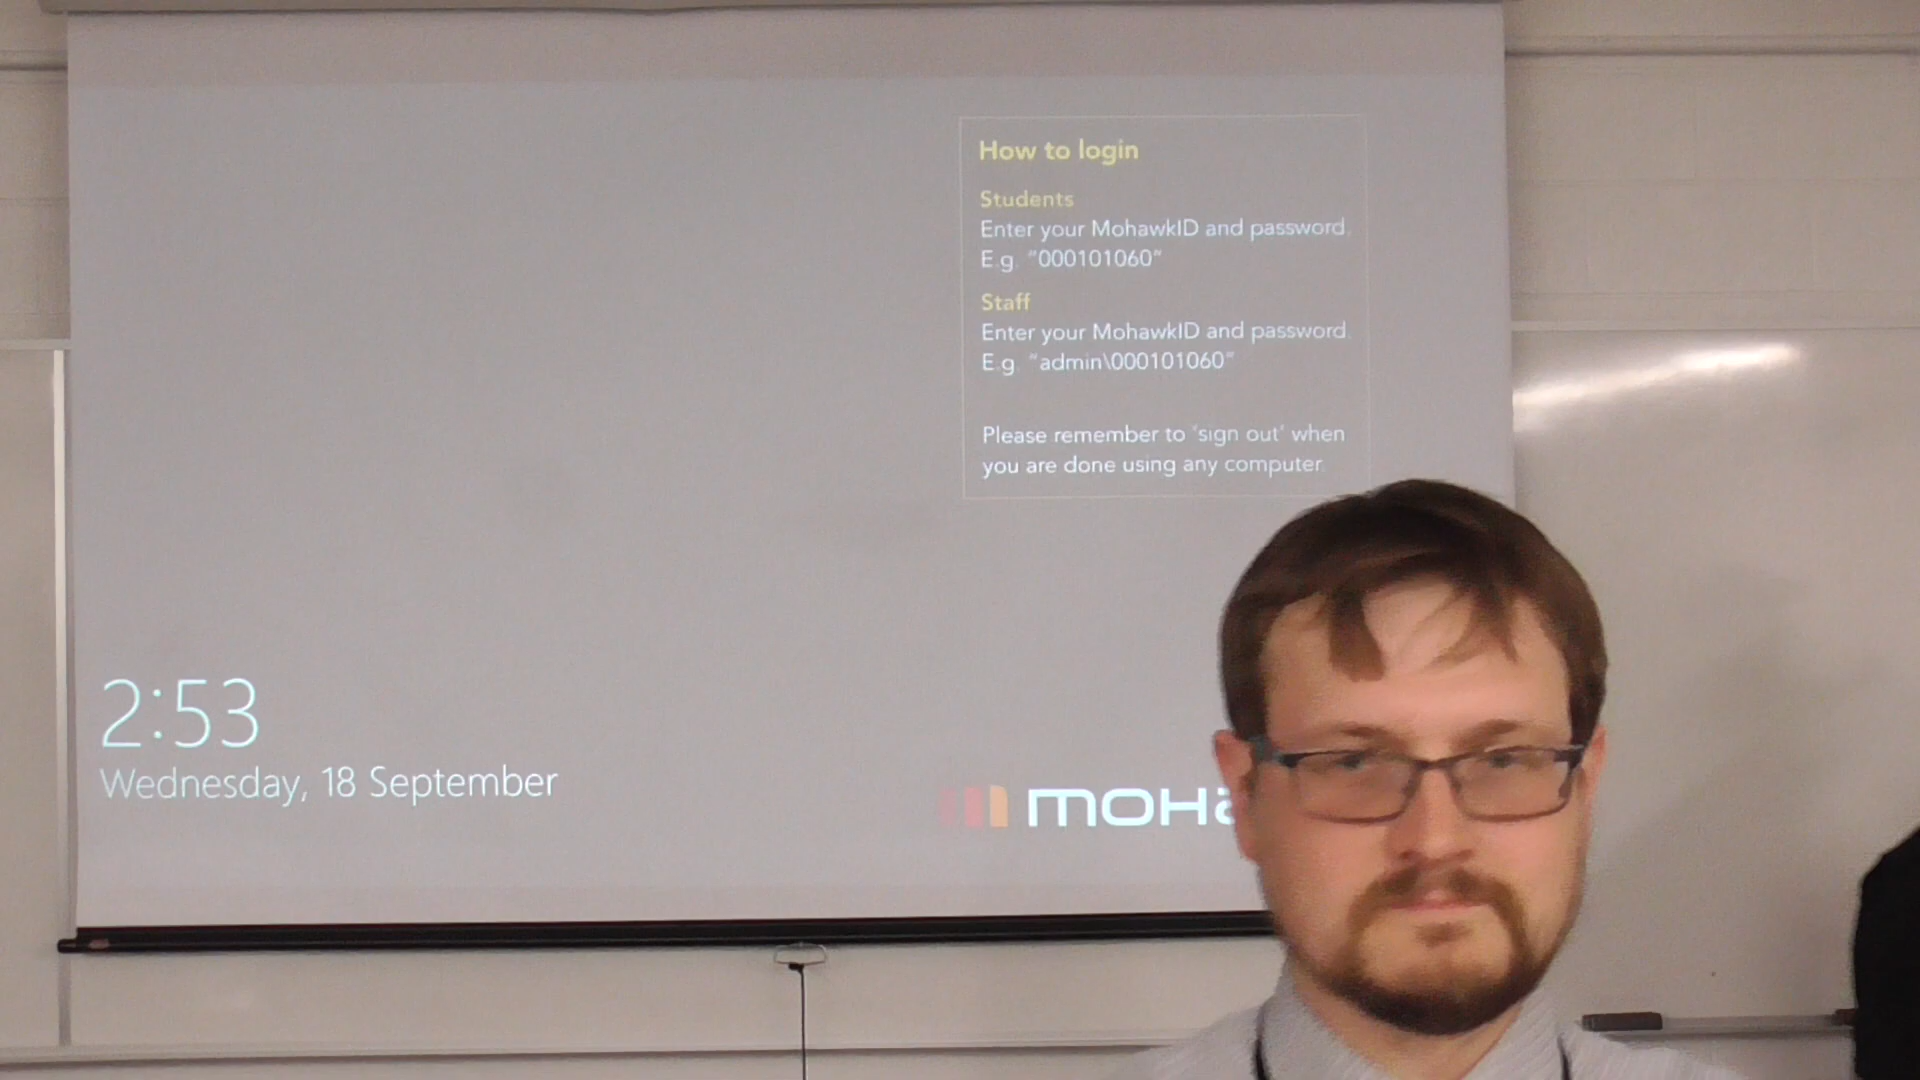 How to login
Students
Enter your MohawkID and password.
E.g. "000101060"
Staff
Enter your MohawkID and password.
E.g. "admin\000101060"
Please remember to 'sign out' when
you are done using any computer.
2:53
Wednesday, 18 September
moha